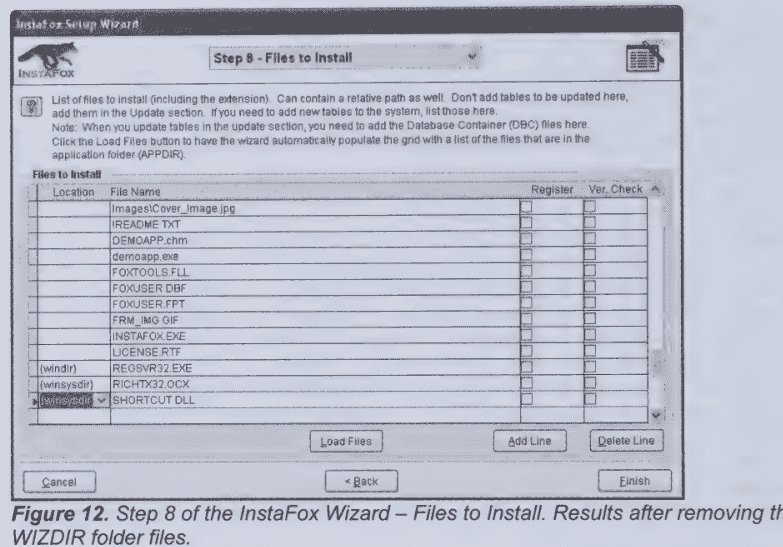 InstaFox Setup Wizard
INSTAFOX
Step 8 - Files to Install
List of files to install (including the extension). Can contain a relative path as well. Don't add tables to be updated here,
add them in the Update section. If you need to add new tables to the system, list those here.
Note: When you update tables in the update section, you need to add the Database Container (DBC) files here.
Click the Load Files button to have the wizard automatically populate the grid with a list of the files that are in the
application folder (APPDIR).
Files to Install
Location File Name Register Ver. Check
Images\Cover_Image.jpg
!README TXT
DEMOAPP.chm
demoapp.exe
FOXTOOLS.FLL
FOXUSER DBF
FOXUSER.FPT
FRM_IMG GIF
INSTAFOX.EXE
LICENSE.RTF
{windir} REGSVR32.EXE
{winsysdir} RICHTX32.OCX
{winsysdir} SHORTCUT DLL
Load Files Add Line Delete Line
Cancel < Back Finish
Figure 12. Step 8 of the InstaFox Wizard – Files to Install. Results after removing th
WIZDIR folder files.